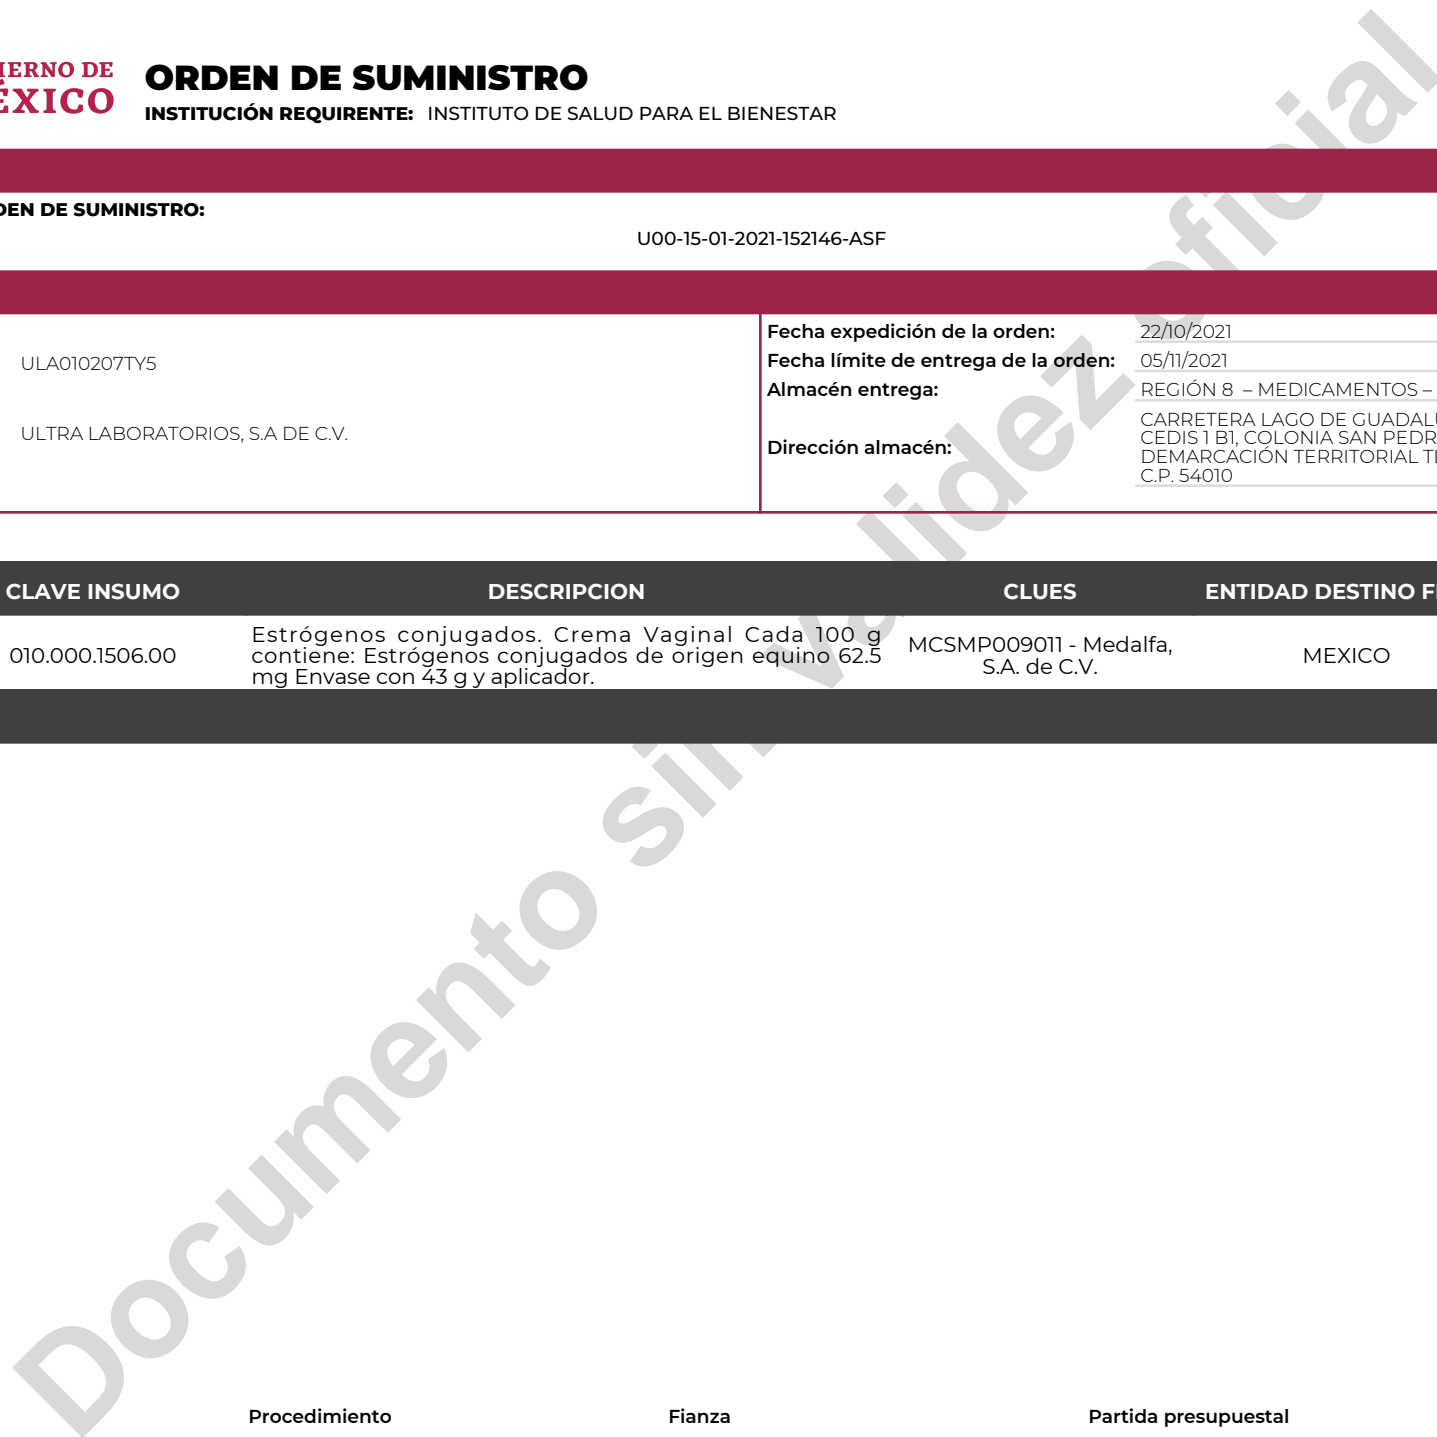 IERNO DE
ÉXICO
ORDEN DE SUMINISTRO
INSTITUCIÓN REQUIRENTE: INSTITUTO DE SALUD PARA EL BIENESTAR
DEN DE SUMINISTRO:
U00-15-01-2021-152146-ASF
ULA010207TY5
ULTRA LABORATORIOS, S.A DE C.V.
Fecha expedición de la orden: 22/10/2021
Fecha límite de entrega de la orden: 05/11/2021
Almacén entrega: REGIÓN 8 – MEDICAMENTOS –
Dirección almacén:
CARRETERA LAGO DE GUADALU
CEDIS 1 B1, COLONIA SAN PEDR
DEMARCACIÓN TERRITORIAL TL
C.P. 54010
CLAVE INSUMO DESCRIPCION CLUES ENTIDAD DESTINO FI
010.000.1506.00
Estrógenos conjugados. Crema Vaginal Cada 100 g
contiene: Estrógenos conjugados de origen equino 62.5
mg Envase con 43 g y aplicador.
MCSMP009011 - Medalfa,
S.A. de C.V.
MEXICO
Documento sin validez oficial
Procedimiento Fianza Partida presupuestal